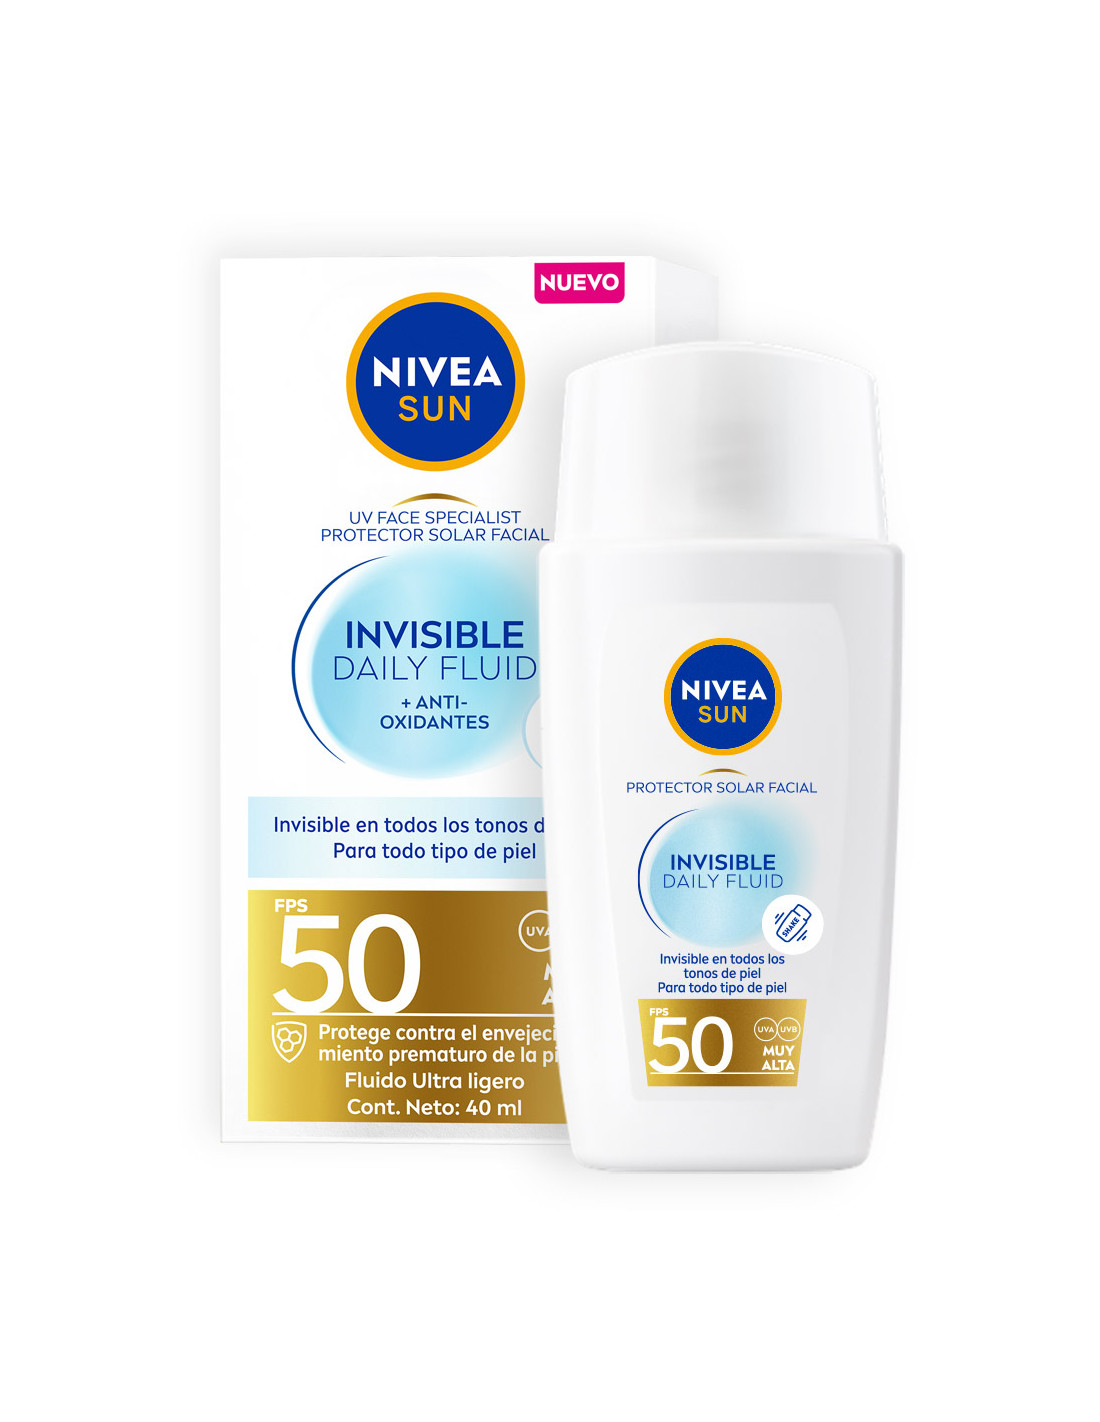 NUEVO
NIVEA
SUN
UV FACE SPECIALIST
PROTECTOR SOLAR FACIAL
INVISIBLE
DAILY FLUID
+ ANTI-
OXIDANTES
Invisible en todos los tonos d
Para todo tipo de piel
FPS
50
UVA
Protege contra el envejeci
miento prematuro de la pi
Fluido Ultra ligero
Cont. Neto: 40 ml
NIVEA
SUN
PROTECTOR SOLAR FACIAL
INVISIBLE
DAILY FLUID
SHAKE
Invisible en todos los
tonos de piel
Para todo tipo de piel
FPS
50
UVA UVB
MUY
ALTA